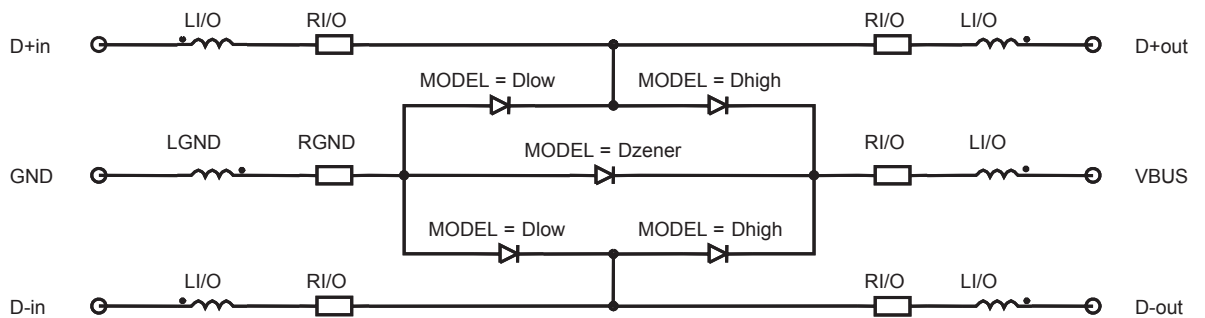 LI/O RI/O RI/O LI/O
D+in D+out
MODEL = Dlow MODEL = Dhigh
LGND RGND MODEL = Dzener RI/O LI/O
GND VBUS
MODEL = Dlow MODEL = Dhigh
LI/O RI/O RI/O LI/O
D-in D-out